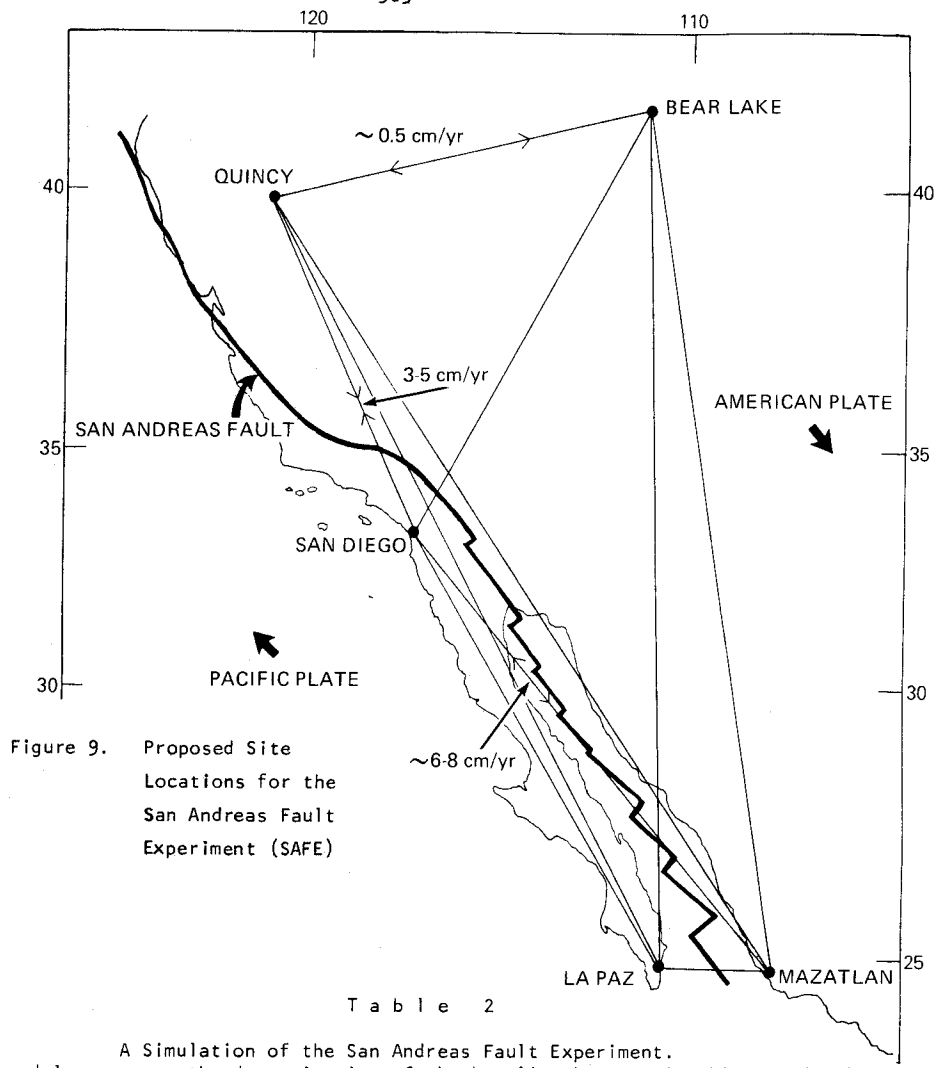 120 110
BEAR LAKE
~ 0.5 cm/yr
QUINCY
40 40
3-5 cm/yr
AMERICAN PLATE
SAN ANDREAS FAULT
35 35
SAN DIEGO
PACIFIC PLATE
30 30
~6-8 cm/yr
Figure 9. Proposed Site
Locations for the
San Andreas Fault
Experiment (SAFE)
25
LA PAZ MAZATLAN
Table 2
A Simulation of the San Andreas Fault Experiment.